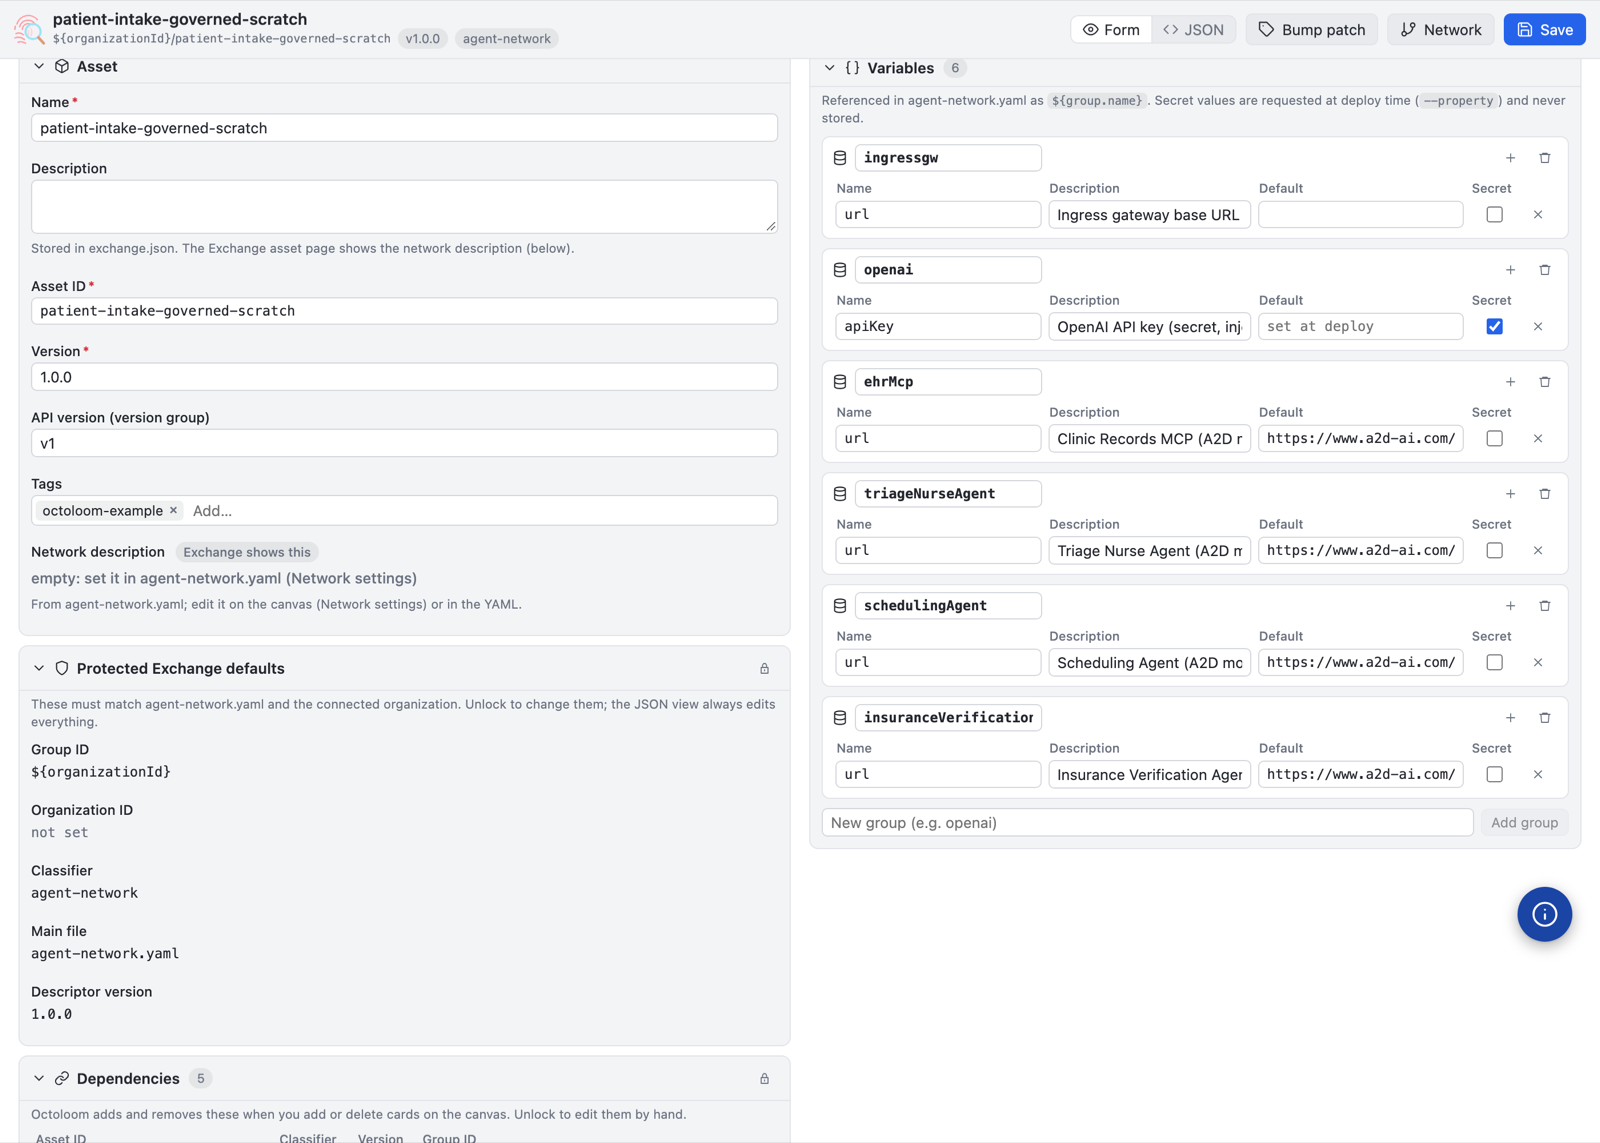 patient-intake-governed-scratch
${organizationId}/patient-intake-governed-scratch v1.0.0 agent-network
Form JSON Bump patch Network Save
Asset
Name *
patient-intake-governed-scratch
Description
Stored in exchange.json. The Exchange asset page shows the network description (below).
Asset ID *
patient-intake-governed-scratch
Version *
1.0.0
API version (version group)
v1
Tags
octoloom-example × Add...
Network description Exchange shows this
empty: set it in agent-network.yaml (Network settings)
From agent-network.yaml; edit it on the canvas (Network settings) or in the YAML.
Protected Exchange defaults
These must match agent-network.yaml and the connected organization. Unlock to change them; the JSON view always edits
everything.
Group ID
${organizationId}
Organization ID
not set
Classifier
agent-network
Main file
agent-network.yaml
Descriptor version
1.0.0
Dependencies 5
Octoloom adds and removes these when you add or delete cards on the canvas. Unlock to edit them by hand.
Asset ID Classifier Version Group ID
{} Variables 6
Referenced in agent-network.yaml as ${group.name} . Secret values are requested at deploy time ( --property ) and never
stored.
ingressgw
Name Description Default Secret
url Ingress gateway base URL
openai
Name Description Default Secret
apiKey OpenAI API key (secret, inj set at deploy
ehrMcp
Name Description Default Secret
url Clinic Records MCP (A2D m https://www.a2d-ai.com/
triageNurseAgent
Name Description Default Secret
url Triage Nurse Agent (A2D m https://www.a2d-ai.com/
schedulingAgent
Name Description Default Secret
url Scheduling Agent (A2D mo https://www.a2d-ai.com/
insuranceVerification
Name Description Default Secret
url Insurance Verification Agen https://www.a2d-ai.com/
New group (e.g. openai) Add group